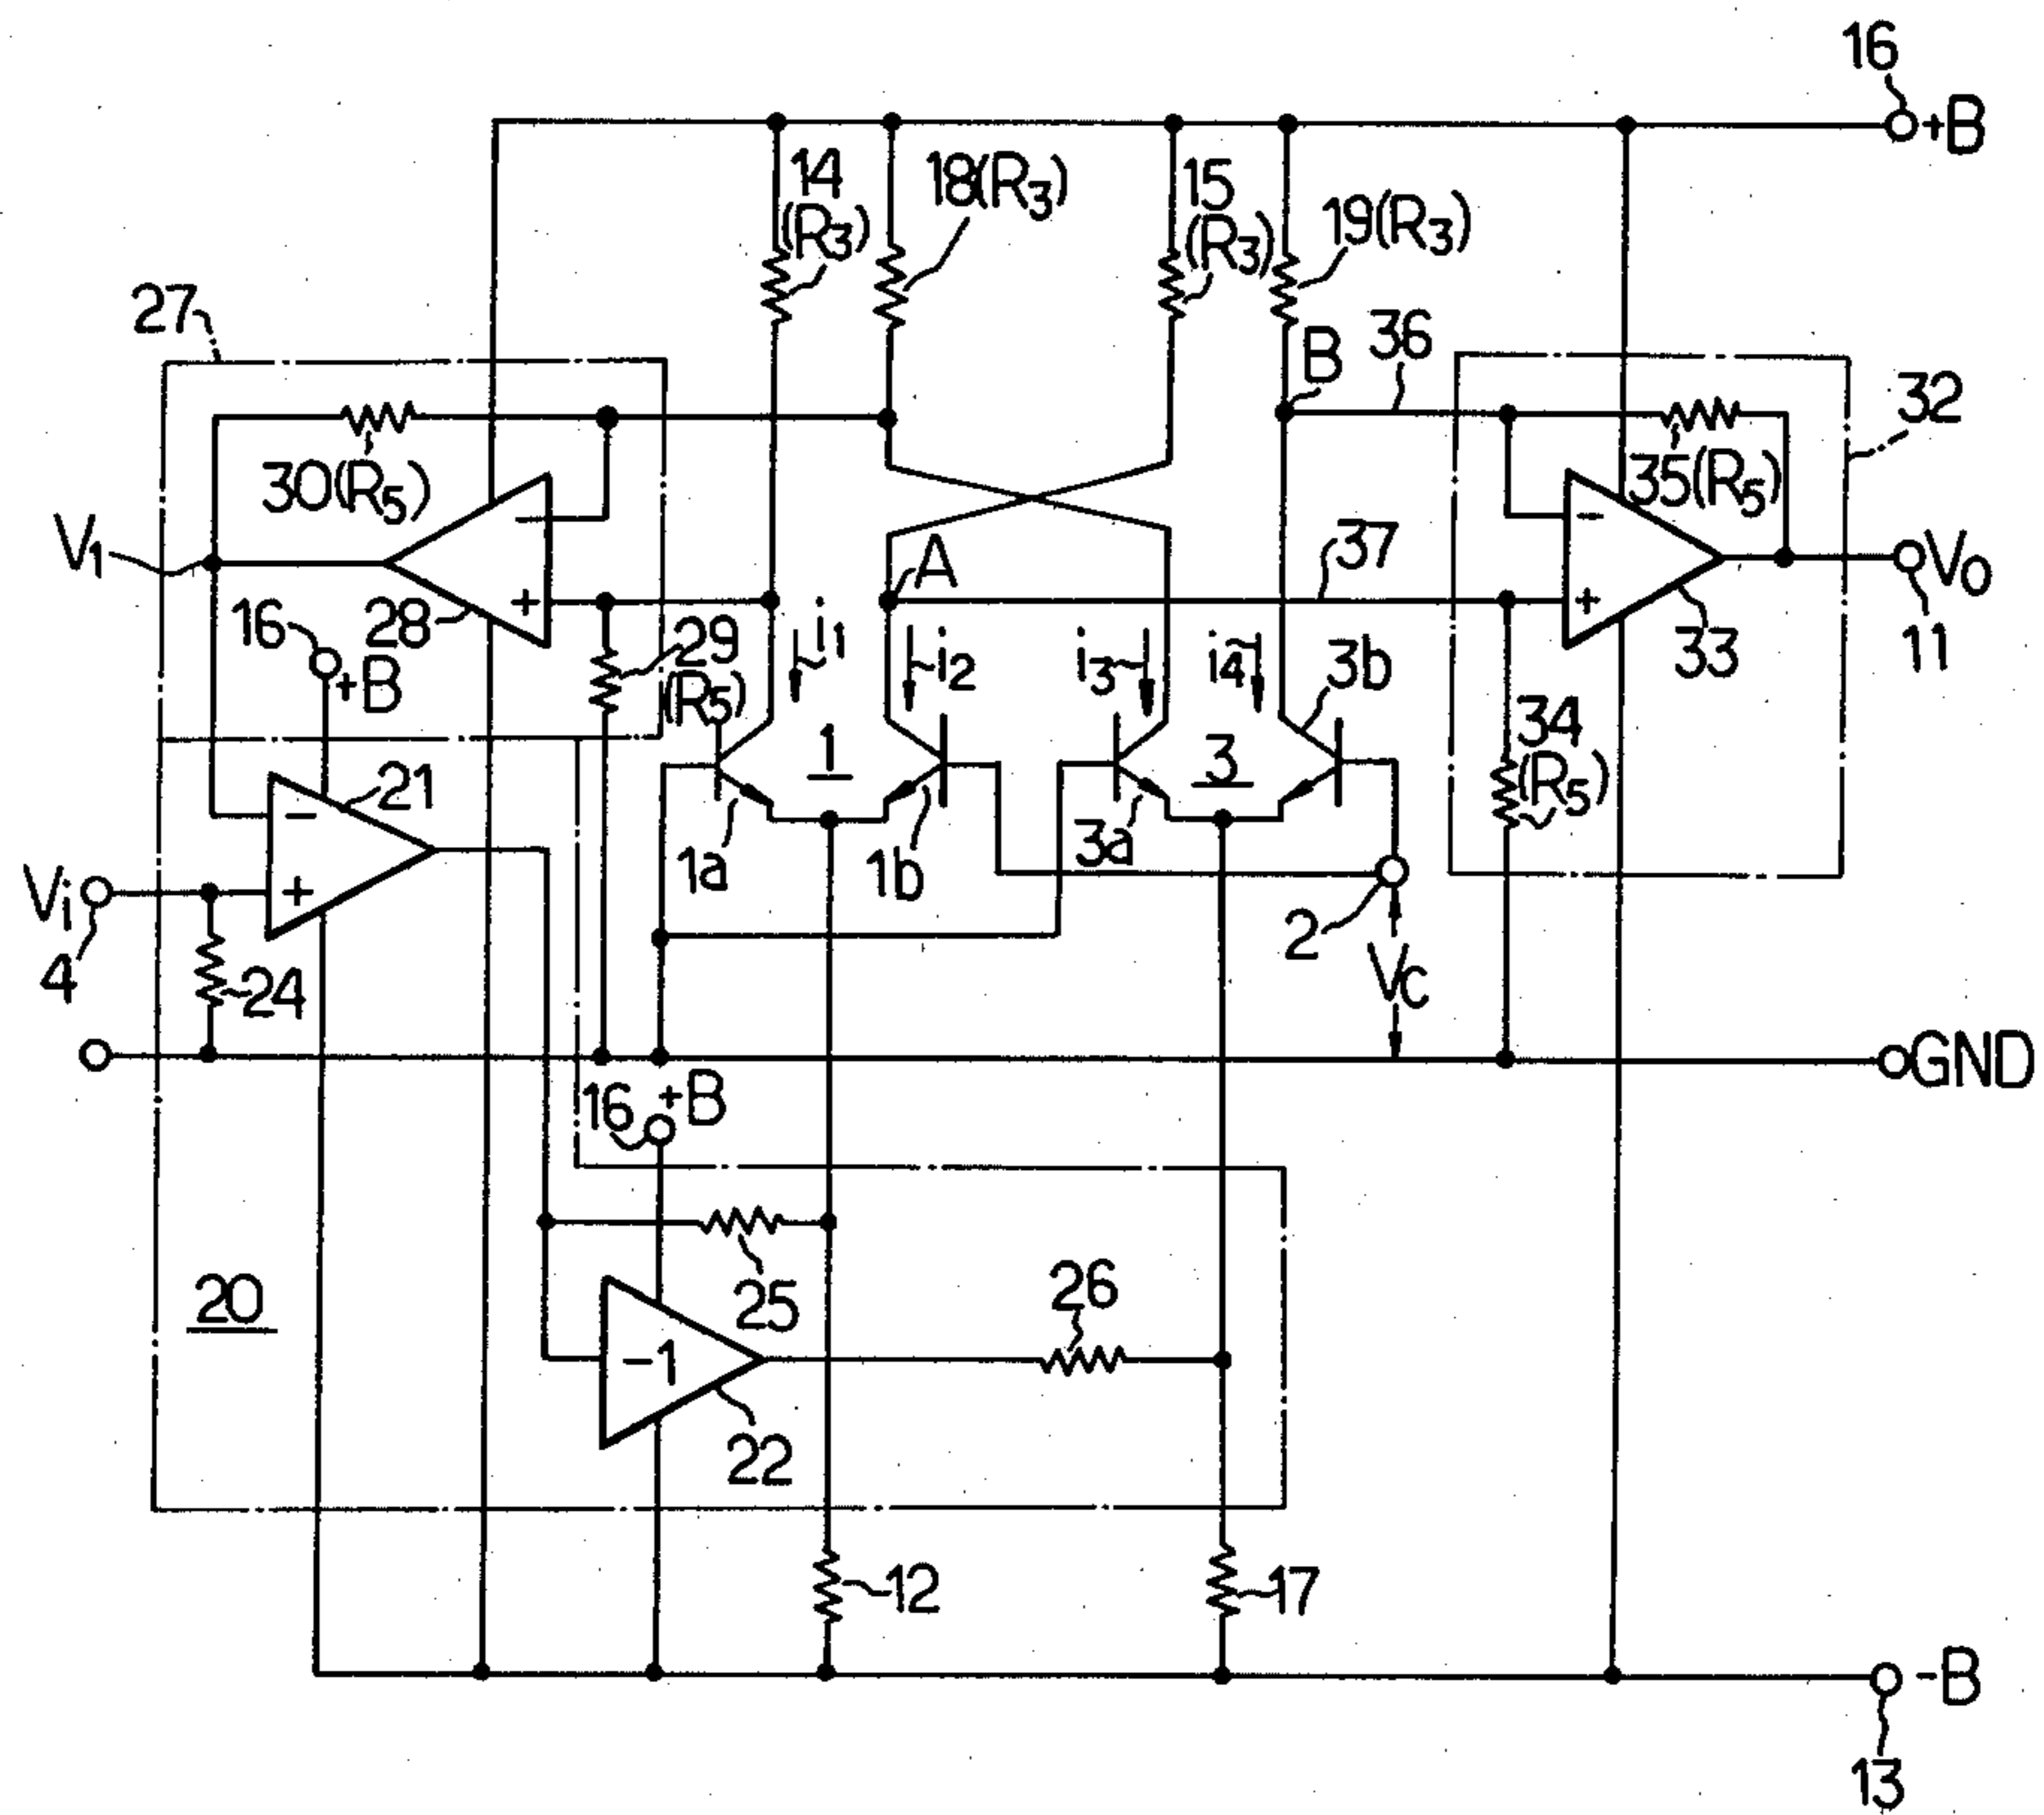 16
+B
14
(R3)
18(R3)
15
(R3)
19(R3)
27
B
36
32
30(R5)
35(R5)
V1
A
37
V0
16
+B
28
29
(R5)
i1
i2
i3
i4
3b
33
11
34
(R5)
21
−
+
−
+
−
+
1
3
1a
1b
3a
Vi
4
24
2
VC
GND
16
+B
20
25
26
−1
22
12
17
−B
13